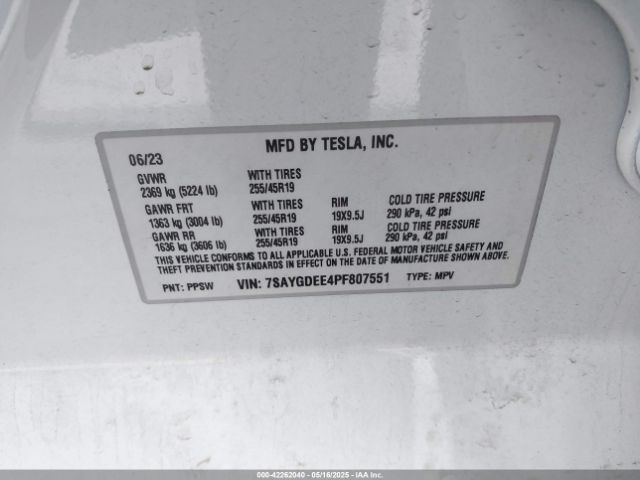 MFD BY TESLA, INC.
06/23
GVWR WITH TIRES
2369 kg (5224 lb) 255/45R19
GAWR FRT WITH TIRES RIM COLD TIRE PRESSURE
1363 kg (3004 lb) 255/45R19 19X9.5J 290 kPa, 42 psi
GAWR RR WITH TIRES RIM COLD TIRE PRESSURE
1636 kg (3606 lb) 255/45R19 19X9.5J 290 kPa, 42 psi
THIS VEHICLE CONFORMS TO ALL APPLICABLE U.S. FEDERAL MOTOR VEHICLE SAFETY AND
THEFT PREVENTION STANDARDS IN EFFECT ON THE DATE OF MANUFACTURE SHOWN ABOVE.
PNT: PPSW VIN: 7SAYGDEE4PF807551 TYPE: MPV
000-42262040 - 05/16/2025 - IAA Inc.